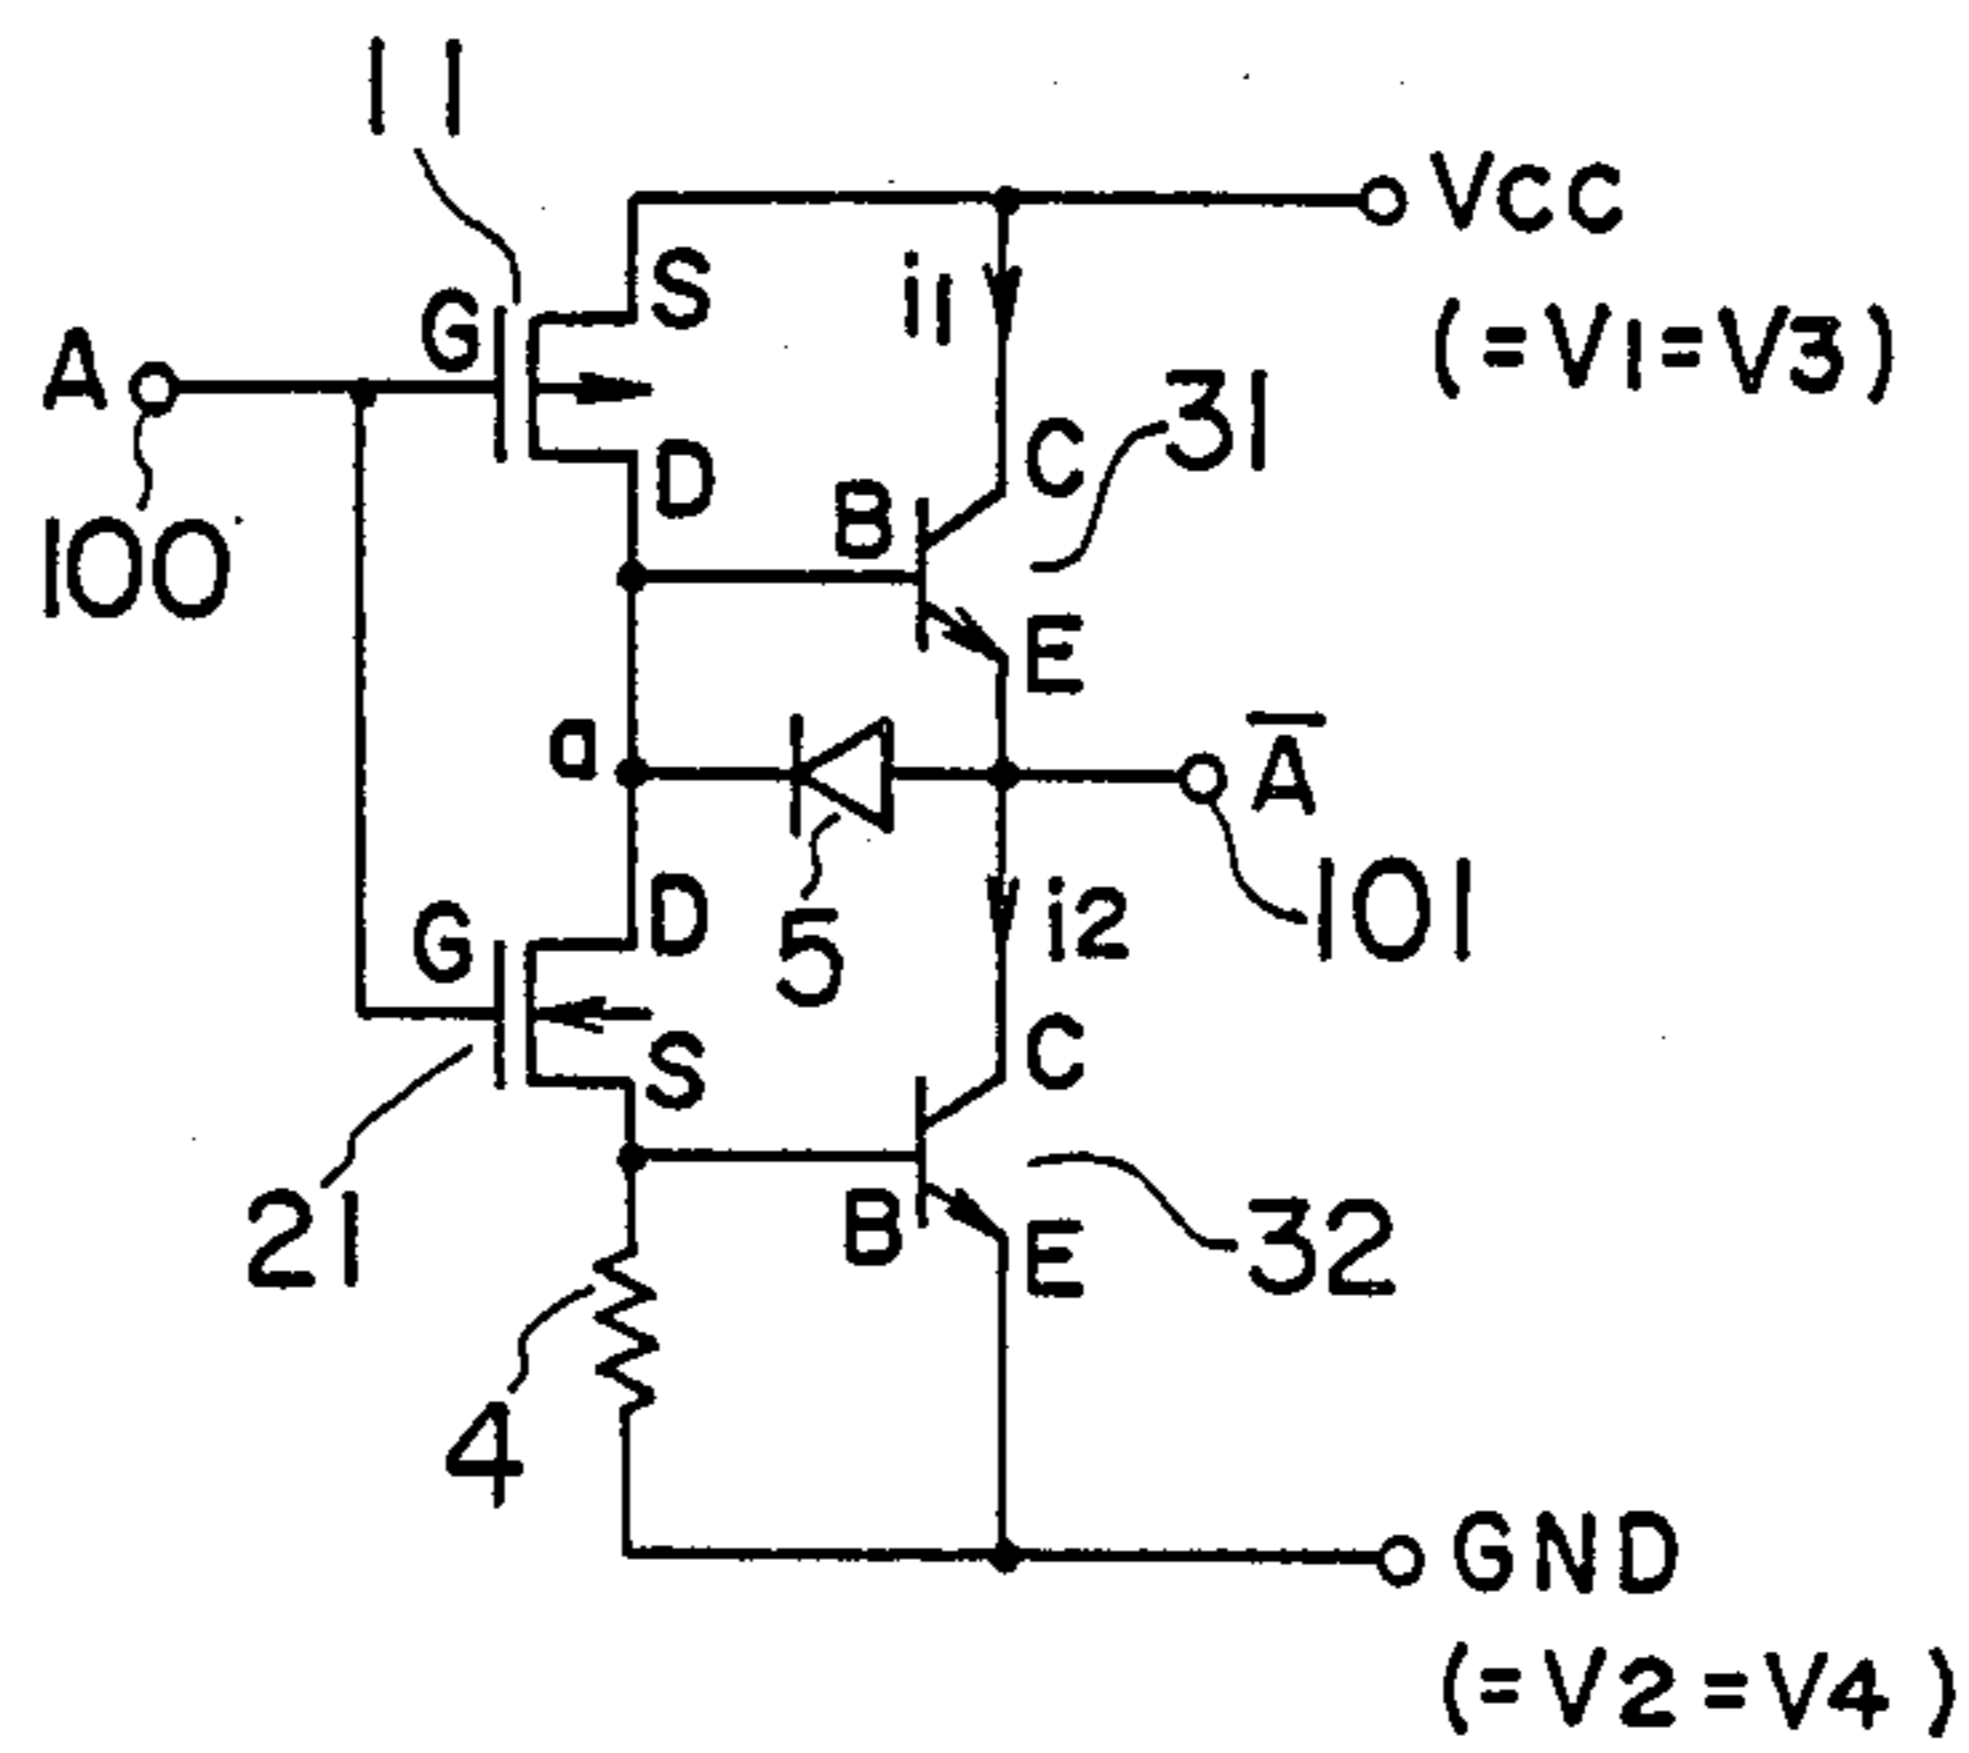 11
VCC
(=V1=V3)
S
i1
G
A
31
C
D
B
100
E
a
A̅
D
5
i2
101
G
S
C
21
B
E
32
4
GND
(=V2=V4)